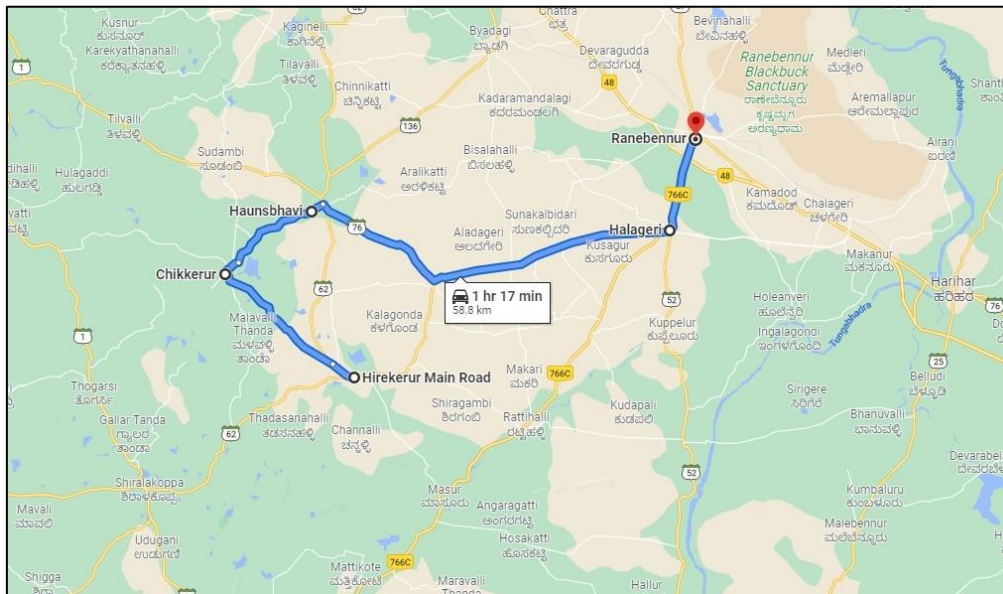 Chattra
ಛತ್ರ
Bevinahalli
ಬೇವಿನಹಳ್ಳಿ
Kusnur
ಕುಸನೂರ್
Karekyathanahalli
ಕರೆಕ್ಯಾತನಹಳ್ಳಿ
Kaginelli
ಕಾಗಿನೆಲ್ಲಿ
Byadagi
ಬ್ಯಾಡಗಿ
Devaragudda
ದೇವರಗುಡ್ಡ
Medleri
ಮೆಡ್ಲೇರಿ
Tungabhadra
1
Tilavalli
ತಿಳವಳ್ಳಿ
Chinnikatti
ಚಿನ್ನಿಕಟ್ಟಿ
48
Ranebennur
Blackbuck
Sanctuary
ರಾಣೇಬೆನ್ನೂರು
ಕೃಷ್ಣಮೃಗ
ಅರಣ್ಯಧಾಮ
Aremallapur
ಆರೇಮಲ್ಲಾಪುರ
Kadaramandalagi
ಕದರಮಂಡಲಗಿ
Tilvalli
ತಿಳವಳ್ಳಿ
136
Ranebennur
Airani
ಐರಣಿ
Sudambi
ಸೂಡಂಬಿ
Bisalahalli
ಬಿಸಲಹಳ್ಳಿ
Hulagaddi
ಹುಲಗಡ್ಡಿ
Aralikatti
ಅರಳಿಕಟ್ಟಿ
48
766C
Kamadod
ಕಮದೊಡ್
Chalageri
ಚಳಗೇರಿ
Haunsbhavi
76
Aladageri
ಆಲದಗೇರಿ
Sunakalbidari
ಸುಣಕಲ್ಬಿದರಿ
Halageri
Kusagur
ಕುಸಗೂರು
Makanur
ಮಕನೂರು
Chikkerur
62
1 hr 17 min
58.8 km
52
Harihar
ಹರಿಹರ
Holeanveri
ಹೂಲೆನ್ವೆರಿ
Malavalli
Thanda
ಮಳವಳ್ಳಿ
ತಾಂಡಾ
Kalagonda
ಕಳಗೊಂಡ
Kuppelur
ಕುಪ್ಪೆಲೂರು
Ingalagondi
ಇಂಗಳಗೊಂದಿ
Tungabhadra
76
1
Hirekerur Main Road
Makari
ಮಕರಿ
766C
25
Belludi
ಬೆಳ್ಳೂಡಿ
Thogarsi
ತೊಗರ್ಸಿ
Sirigere
ಸಿರಿಗೆರೆ
Shiragambi
ಶಿರಗಂಬಿ
Kudapali
ಕುಡಪಲಿ
Gallar Tanda
ಗ್ಯಾಲರ
ತಾಂಡಾ
Thadasanahalli
ತಡಸನಹಳ್ಳಿ
62
Channalli
ಚನ್ನಳ್ಳಿ
Rattihalli
ರಟ್ಟಿಹಳ್ಳಿ
Bhanuvalli
ಭಾನುವಳ್ಳಿ
52
Shiralakoppa
ಶಿರಾಳಕೊಪ್ಪ
Masur
ಮಾಸೂರು
Kumbaluru
ಕುಂಬಳೂರು
Mavali
ಮಾವಲಿ
Angaragatti
ಅಂಗರಗಟ್ಟಿ
Udugani
ಉಡುಗಣಿ
Hosakatti
ಹೊಸಕಟ್ಟಿ
Malebennur
ಮಲೆಬೆನ್ನೂರು
766C
Mattikote
ಮತ್ತಿಕೋಟೆ
Shigga
Maravalli
Thanda
Hallur